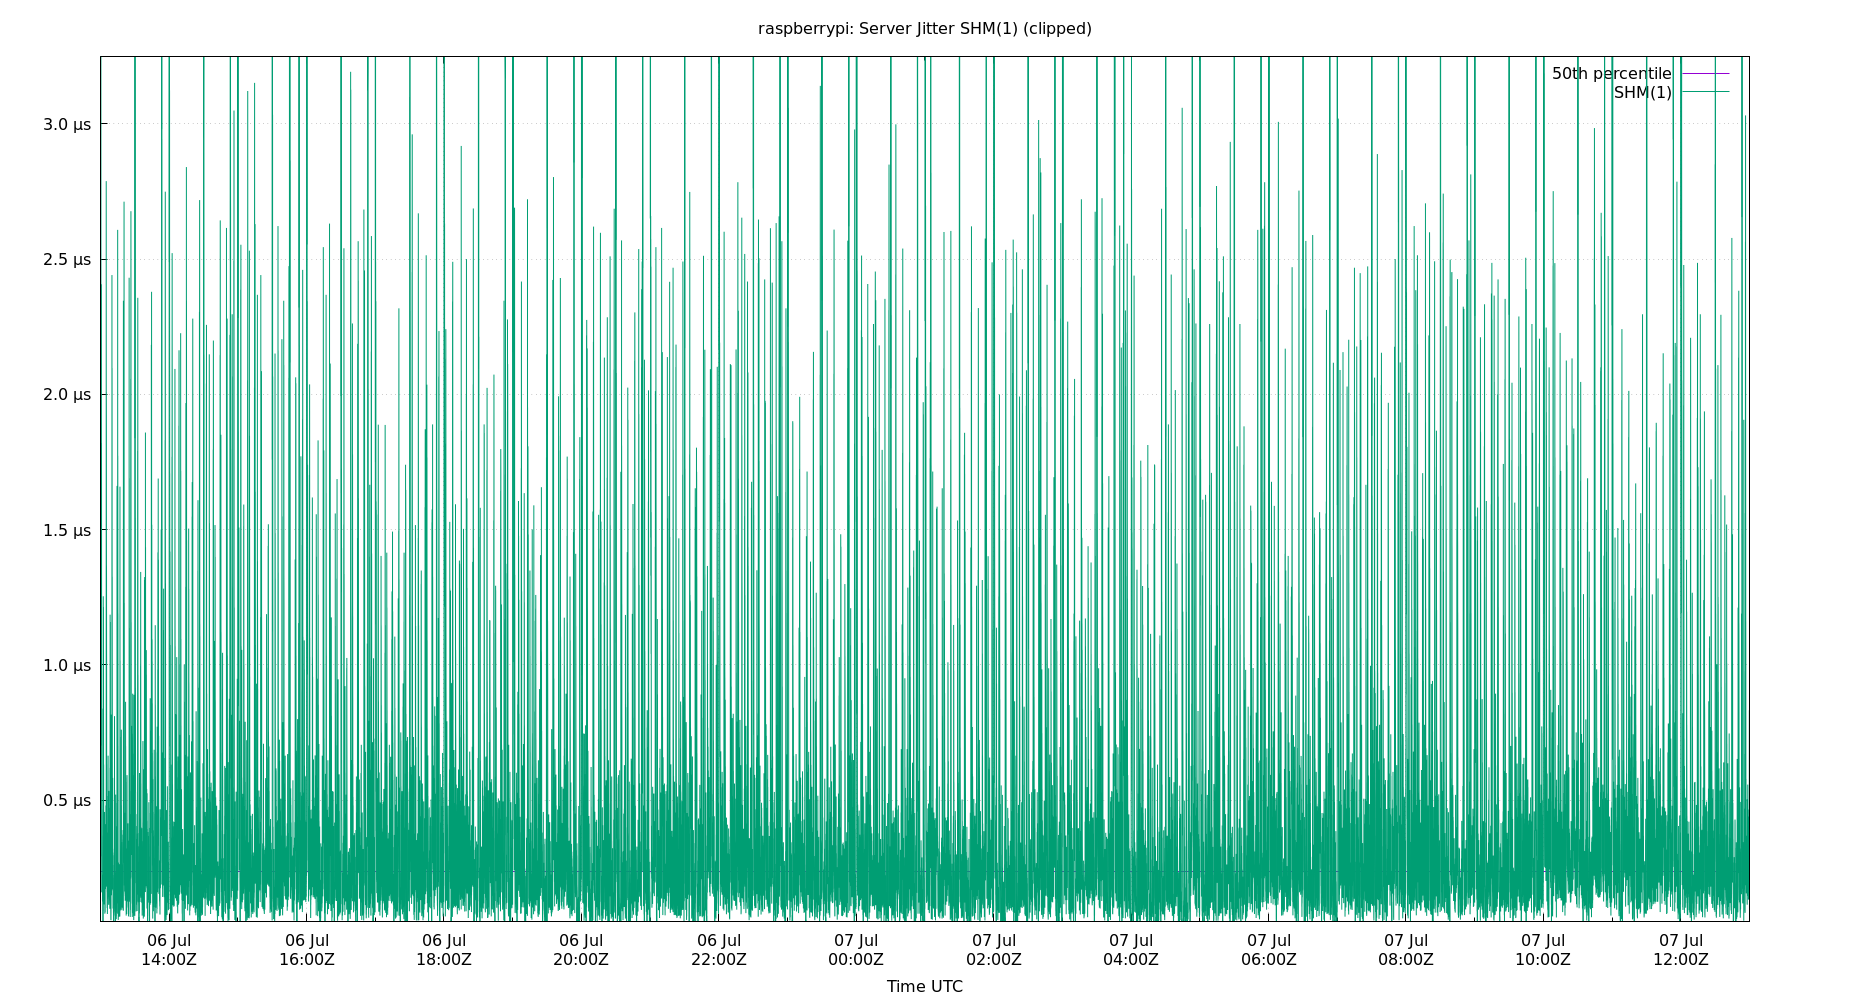 raspberrypi: Server Jitter SHM(1) (clipped)
50th percentile
SHM(1)
3.0 µs
2.5 µs
2.0 µs
1.5 µs
1.0 µs
0.5 µs
06 Jul 06 Jul 06 Jul 06 Jul 06 Jul 07 Jul 07 Jul 07 Jul 07 Jul 07 Jul 07 Jul 07 Jul
14:00Z 16:00Z 18:00Z 20:00Z 22:00Z 00:00Z 02:00Z 04:00Z 06:00Z 08:00Z 10:00Z 12:00Z
Time UTC